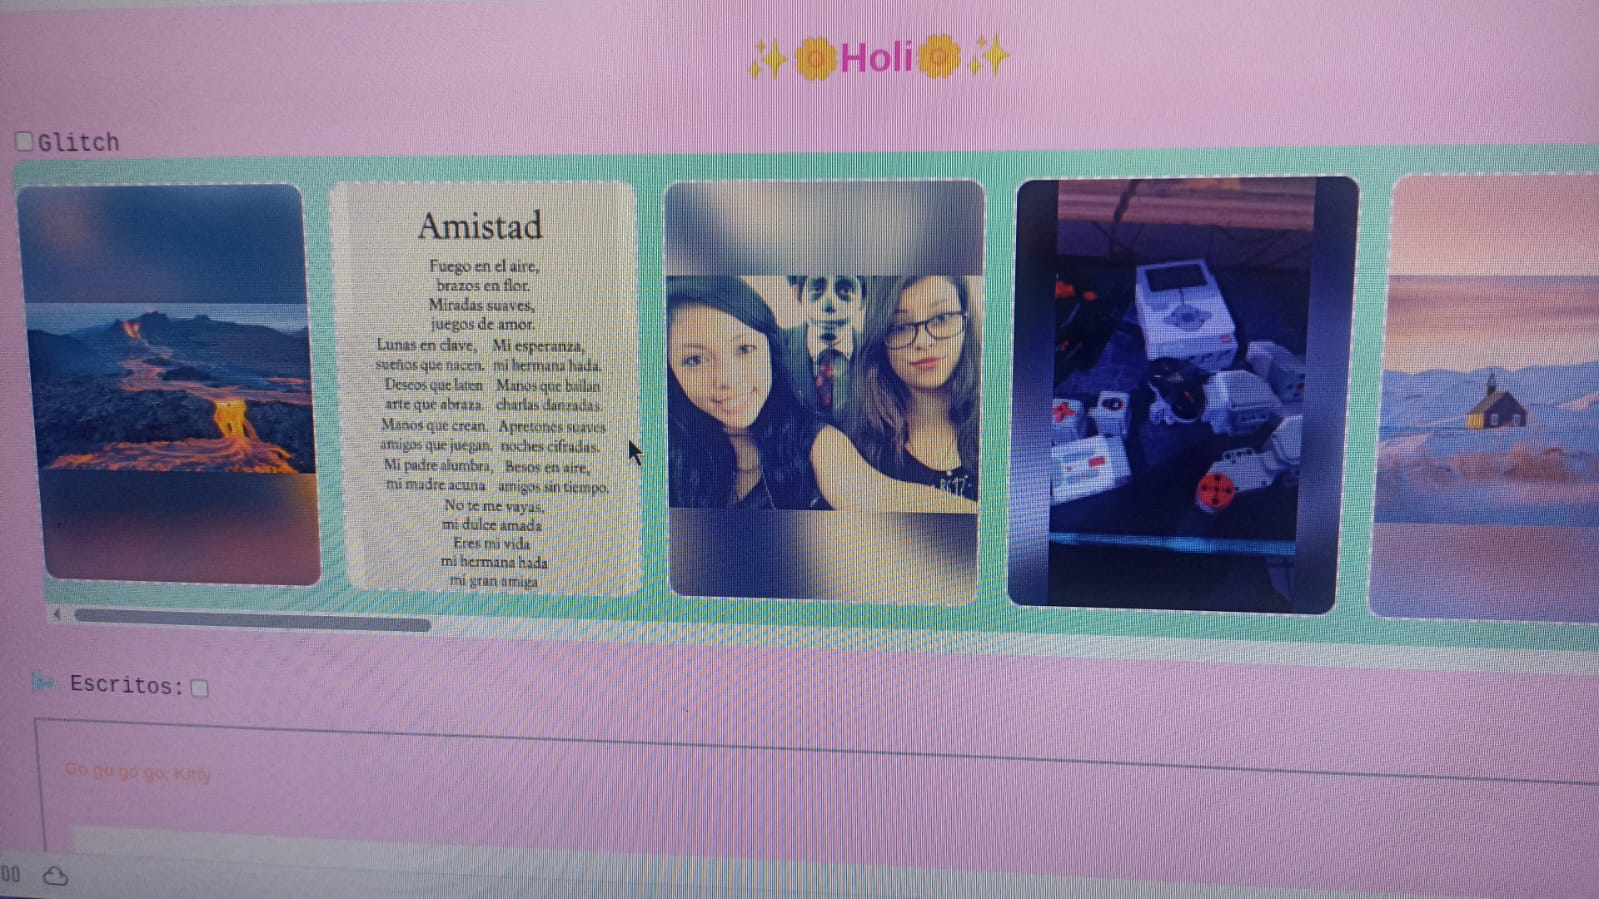 Holi
Glitch
Amistad
Fuego en el aire,
brazos en flor.
Miradas suaves,
juegos de amor.
Lunas en clave, Mi esperanza,
sueños que nacen. mi hermana hada.
Deseos que laten Manos que bailan
arte que abraza. charlas danzadas.
Manos que crean. Apretones suaves
amigos que juegan. noches cifradas.
Mi padre alumbra, Besos en aire,
mi madre acuna amigos sin tiempo.
No te me vayas,
mi dulce amada
Eres mi vida
mi hermana hada
mi gran amiga
Escritos:
Go go go go, Kitty
00